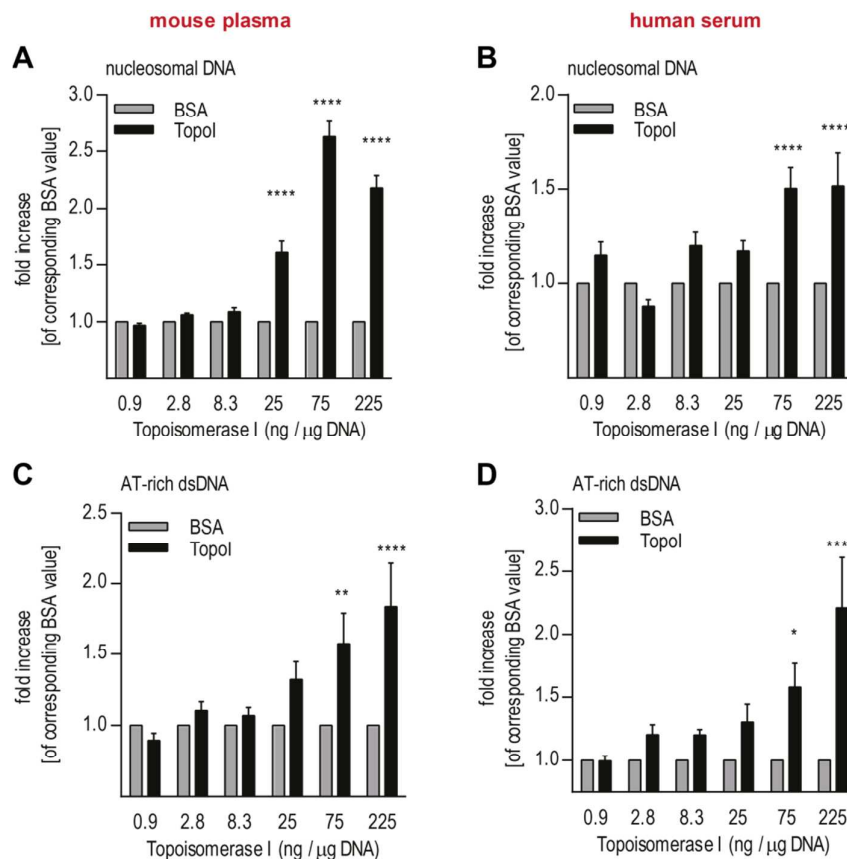 mouse plasma
human serum
A
nucleosomal DNA
3.0
2.5
2.0
1.5
1.0
BSA
TopoI
****
****
****
fold increase
[of corresponding BSA value]
0.9 2.8 8.3 25 75 225
Topoisomerase I (ng / μg DNA)
B
nucleosomal DNA
2.0
1.5
1.0
BSA
TopoI
****
****
fold increase
[of corresponding BSA value]
0.9 2.8 8.3 25 75 225
Topoisomerase I (ng / μg DNA)
C
AT-rich dsDNA
2.5
2.0
1.5
1.0
BSA
TopoI
**
****
fold increase
[of corresponding BSA value]
0.9 2.8 8.3 25 75 225
Topoisomerase I (ng / μg DNA)
D
AT-rich dsDNA
3.0
2.5
2.0
1.5
1.0
BSA
TopoI
*
***
fold increase
[of corresponding BSA value]
0.9 2.8 8.3 25 75 225
Topoisomerase I (ng / μg DNA)